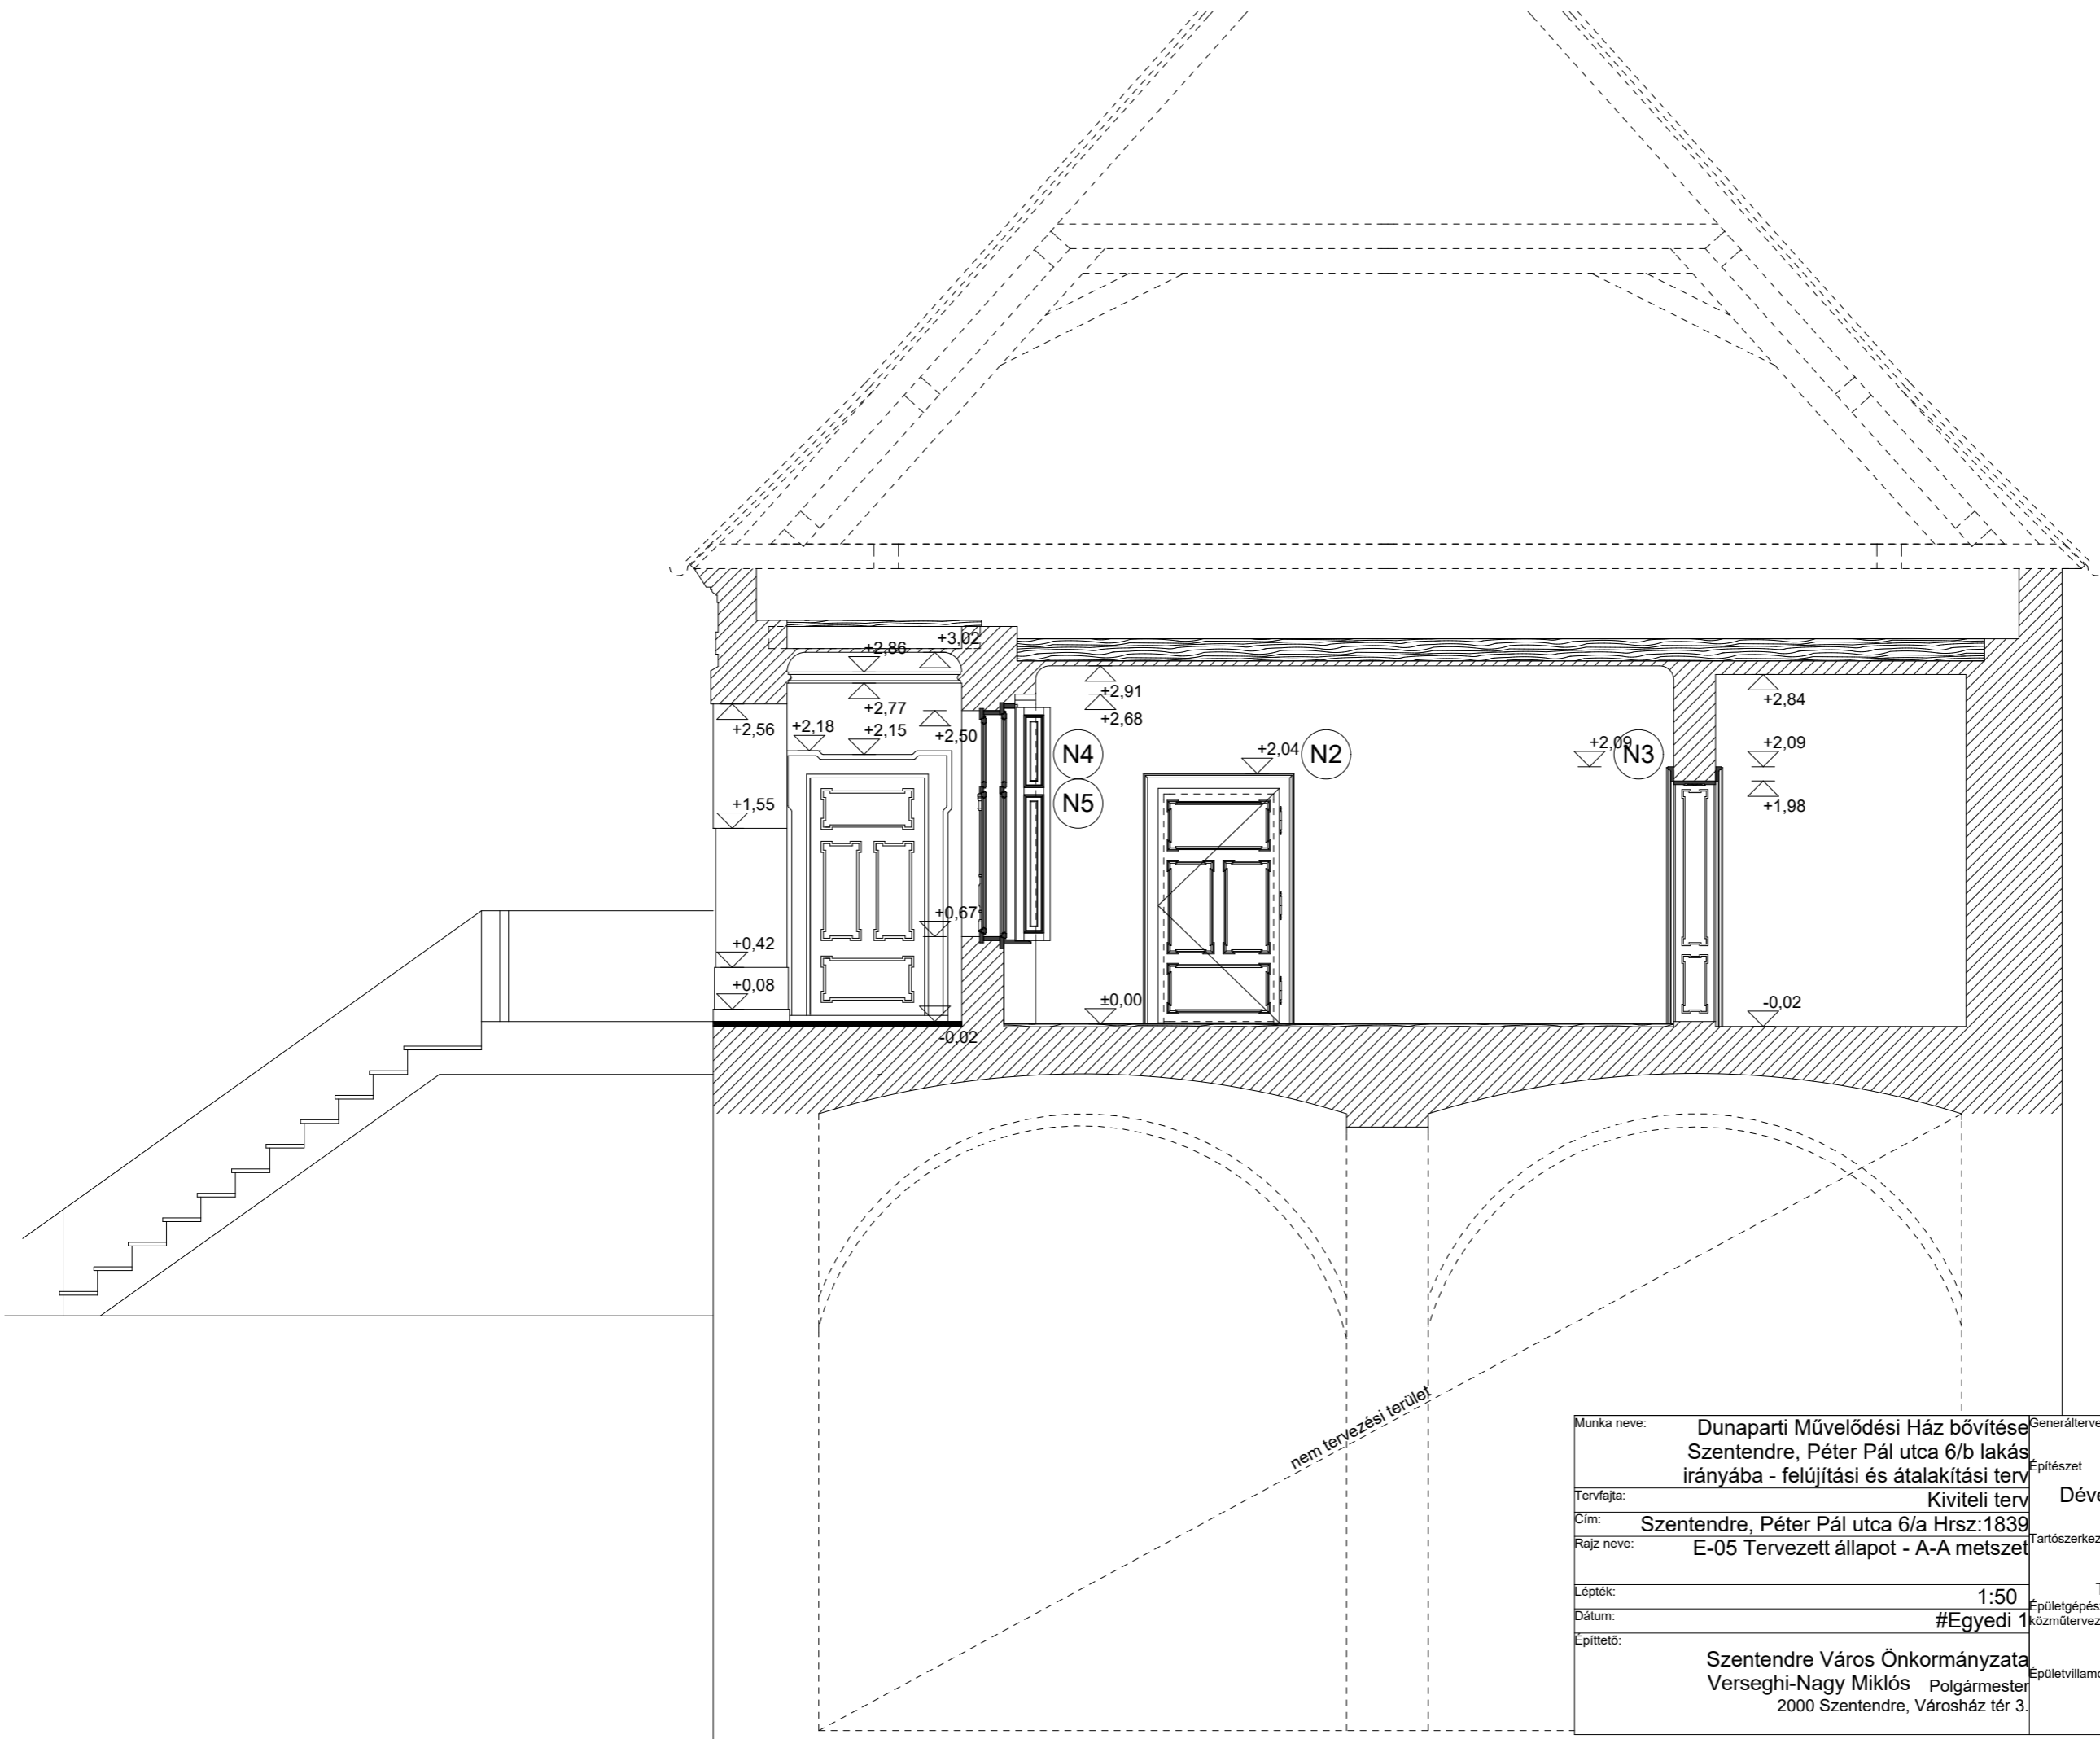 +2,86
+3,02
+2,91
+2,68
+2,77
+2,56
+2,18
+2,15
+2,50
N4
+2,04
N2
+2,09
N3
+2,84
+2,09
N5
+1,98
+1,55
+0,67
+0,42
+0,08
±0,00
-0,02
-0,02
nem tervezési terület
Munka neve:
Dunaparti Művelődési Ház bővítése
Szentendre, Péter Pál utca 6/b lakás
irányába - felújítási és átalakítási terv
Tervfajta:
Kiviteli terv
Cím:
Szentendre, Péter Pál utca 6/a Hrsz:1839
Rajz neve:
E-05 Tervezett állapot - A-A metszet
Lépték:
1:50
Dátum:
#Egyedi 1
Építtető:
Szentendre Város Önkormányzata
Verseghi-Nagy Miklós Polgármester
2000 Szentendre, Városház tér 3.
Építészet